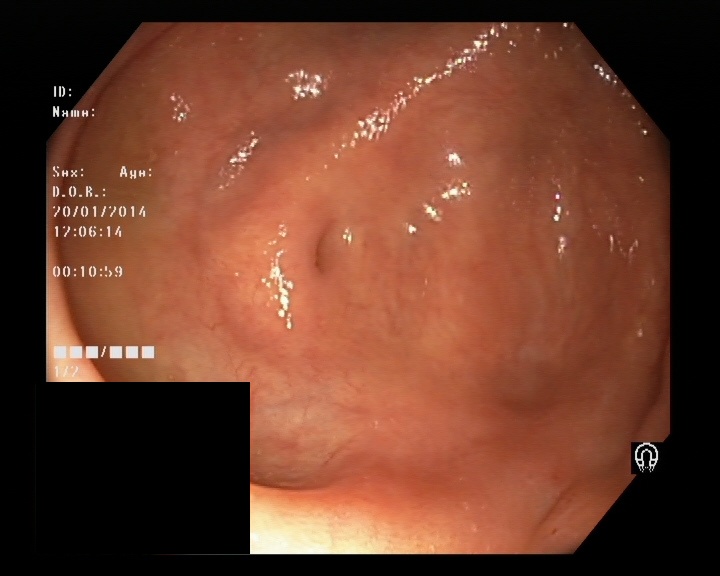 ID:
Name:
Sex: Age:
D.O.B.:
20/01/2014
12:06:14
00:10:59
■■■/■■■
1/2